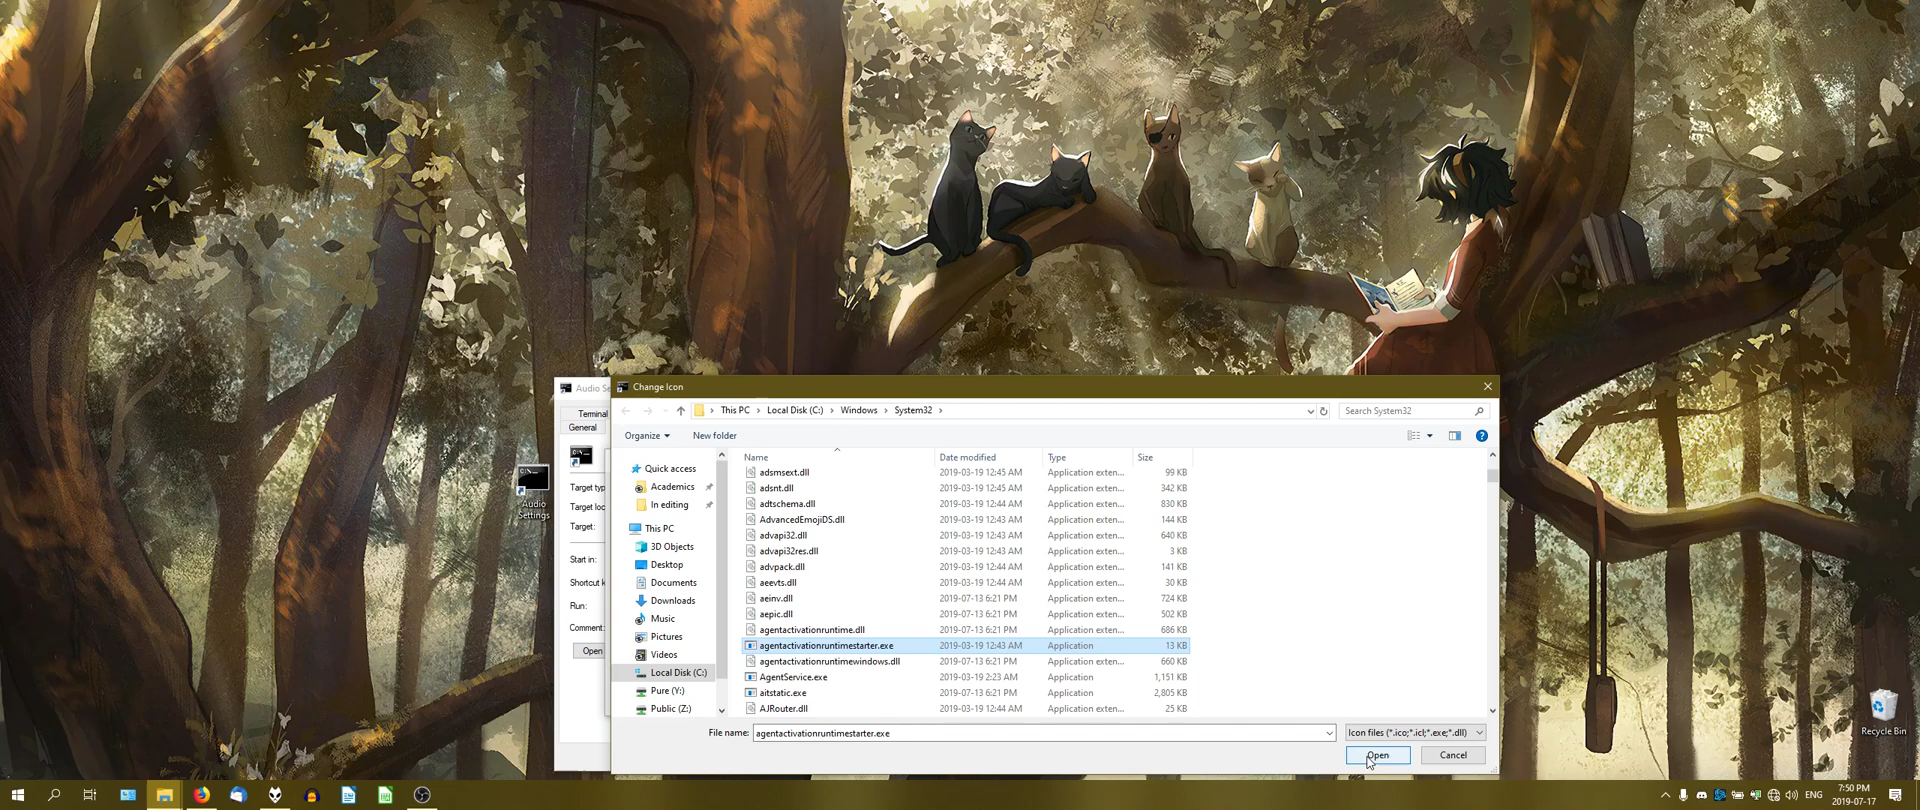 Audio Se
Terminal
General
Target typ
Target loc
Target:
Start in:
Shortcut k
Run:
Comment:
Open
Audio
Settings
Change Icon
This PC
Local Disk (C:)
Windows
System32
Search System32
Organize
New folder
Quick access
Academics
In editing
This PC
3D Objects
Desktop
Documents
Downloads
Music
Pictures
Videos
Local Disk (C:)
Pure (Y:)
Public (Z:)
Name Date modified Type Size
adsmsext.dll 2019-03-19 12:45 AM Application exten... 99 KB
adsnt.dll 2019-03-19 12:45 AM Application exten... 342 KB
adtschema.dll 2019-03-19 12:44 AM Application exten... 830 KB
AdvancedEmojiDS.dll 2019-03-19 12:43 AM Application exten... 144 KB
advapi32.dll 2019-03-19 12:43 AM Application exten... 640 KB
advapi32res.dll 2019-03-19 12:43 AM Application exten... 3 KB
advpack.dll 2019-03-19 12:44 AM Application exten... 141 KB
aeevts.dll 2019-03-19 12:43 AM Application exten... 30 KB
aeinv.dll 2019-07-13 6:21 PM Application exten... 724 KB
aepic.dll 2019-07-13 6:21 PM Application exten... 502 KB
agentactivationruntime.dll 2019-07-13 6:21 PM Application exten... 686 KB
agentactivationruntimestarter.exe 2019-03-19 12:43 AM Application 13 KB
agentactivationruntimewindows.dll 2019-07-13 6:21 PM Application exten... 660 KB
AgentService.exe 2019-03-19 2:23 AM Application 1,151 KB
aitstatic.exe 2019-07-13 6:21 PM Application 2,805 KB
AJRouter.dll 2019-03-19 12:44 AM Application exten... 25 KB
File name: agentactivationruntimestarter.exe
Icon files (*.ico;*.icl;*.exe;*.dll)
Open
Cancel
Recycle Bin
ENG
7:50 PM
2019-07-17